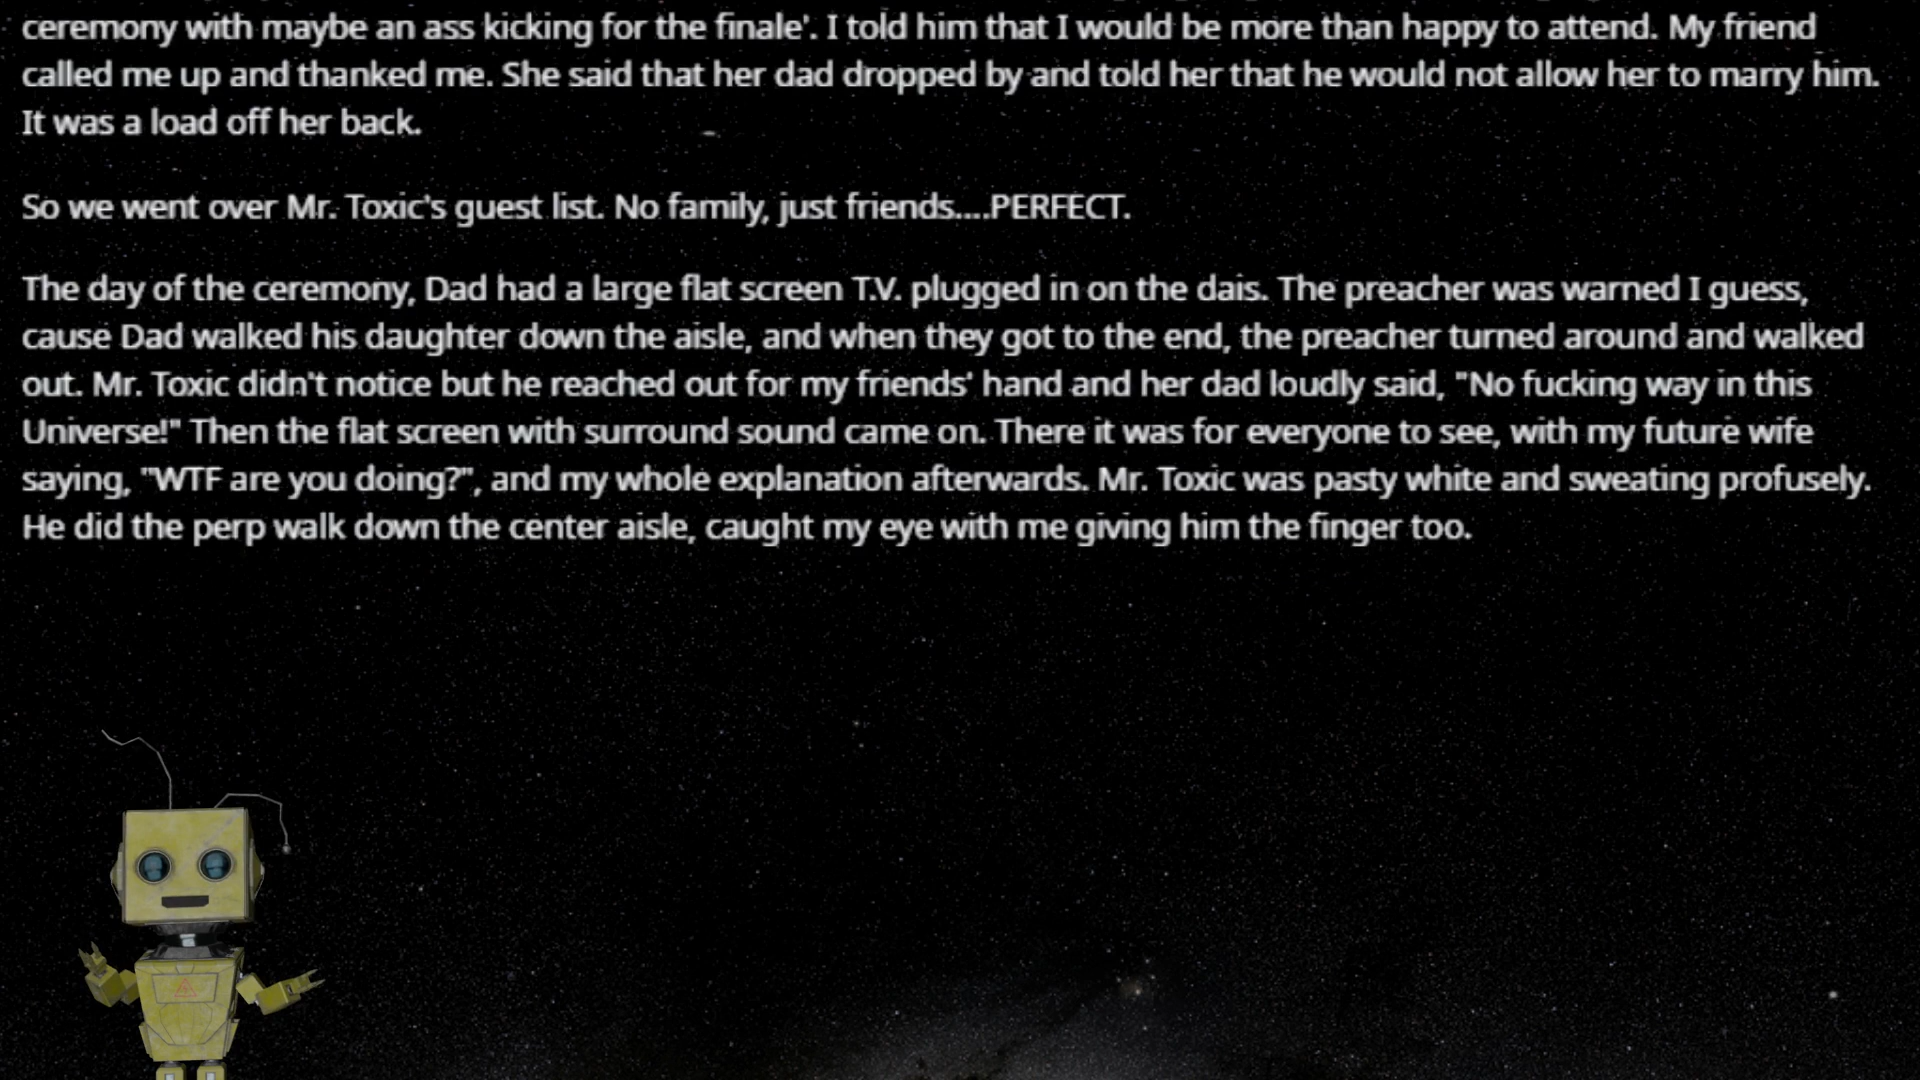 ceremony with maybe an ass kicking for the finale'. I told him that I would be more than happy to attend. My friend
called me up and thanked me. She said that her dad dropped by and told her that he would not allow her to marry him.
It was a load off her back.
So we went over Mr. Toxic's guest list. No family, just friends....PERFECT.
The day of the ceremony, Dad had a large flat screen T.V. plugged in on the dais. The preacher was warned I guess,
cause Dad walked his daughter down the aisle, and when they got to the end, the preacher turned around and walked
out. Mr. Toxic didn't notice but he reached out for my friends' hand and her dad loudly said, "No fucking way in this
Universe!" Then the flat screen with surround sound came on. There it was for everyone to see, with my future wife
saying, "WTF are you doing?", and my whole explanation afterwards. Mr. Toxic was pasty white and sweating profusely.
He did the perp walk down the center aisle, caught my eye with me giving him the finger too.